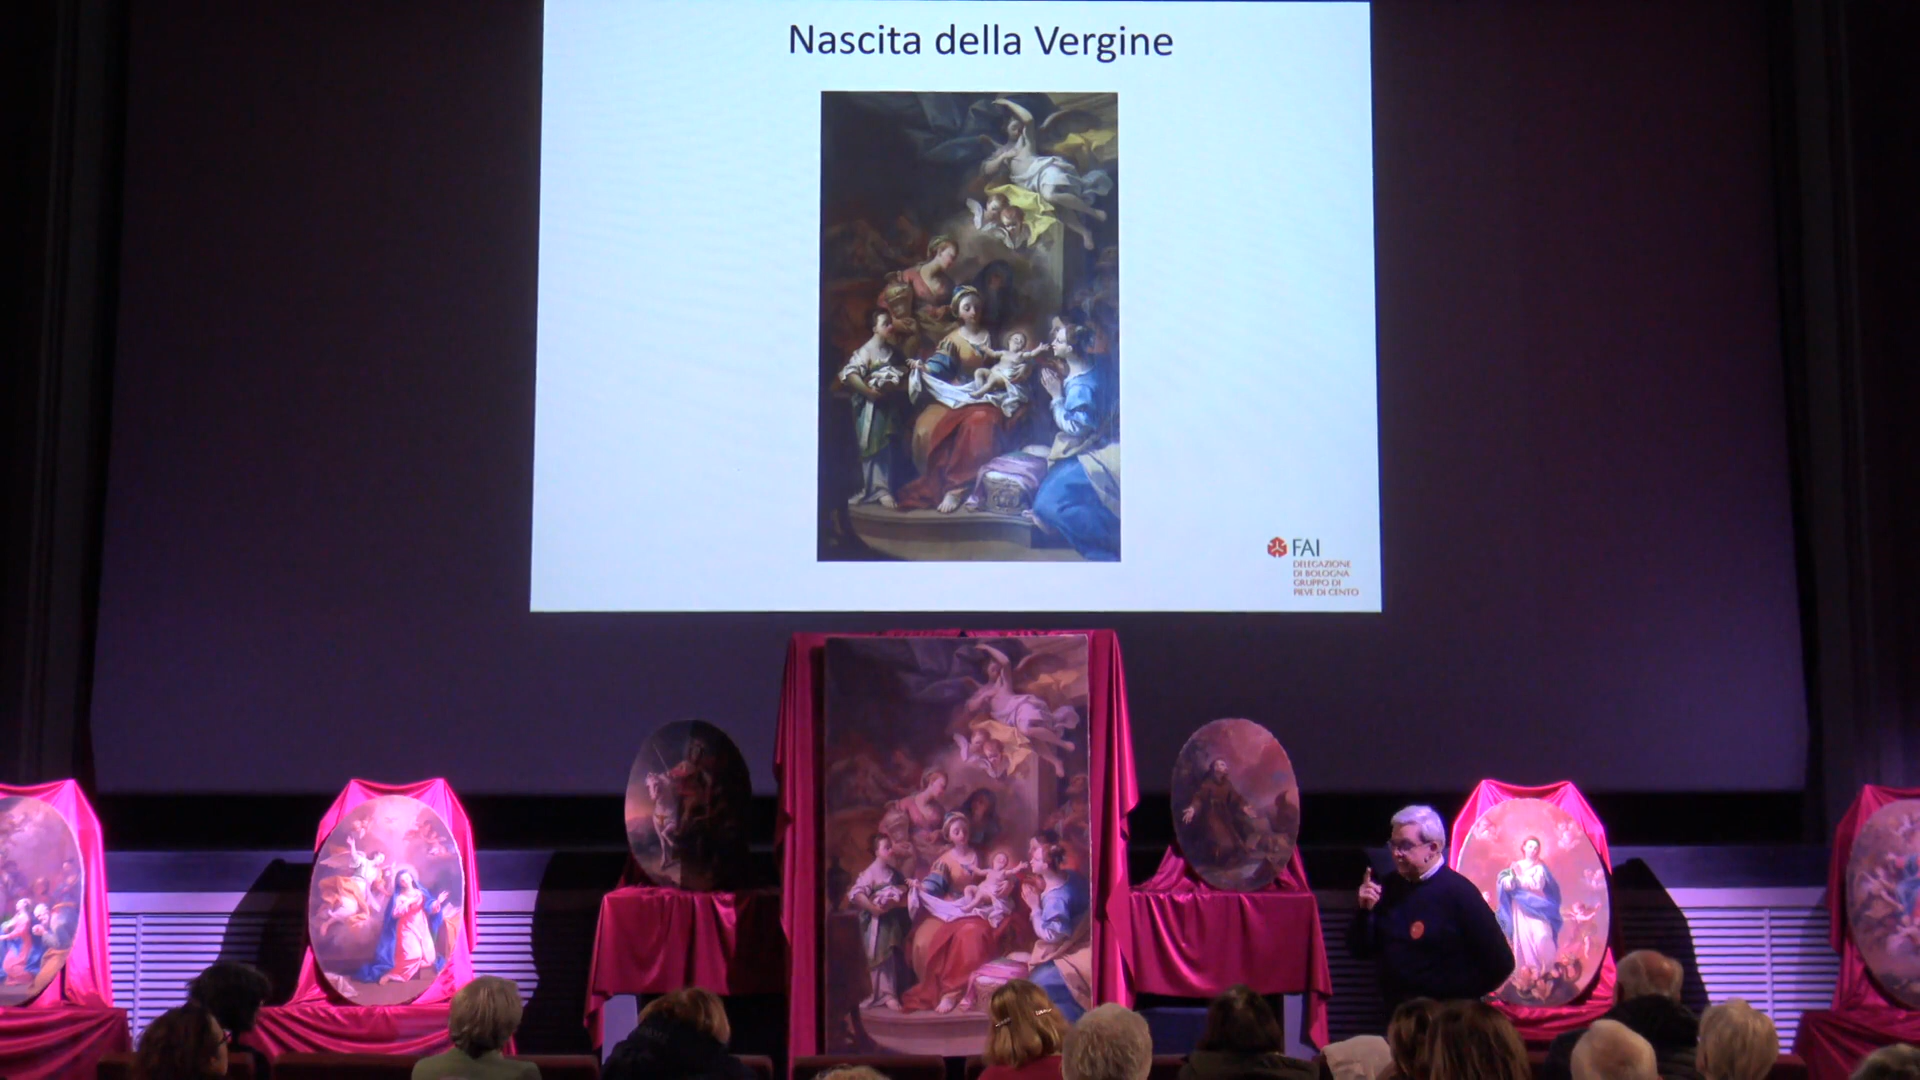 Nascita della Vergine
FAI
DELEGAZIONE
DI BOLOGNA
GRUPPO DI
PIEVE DI CENTO